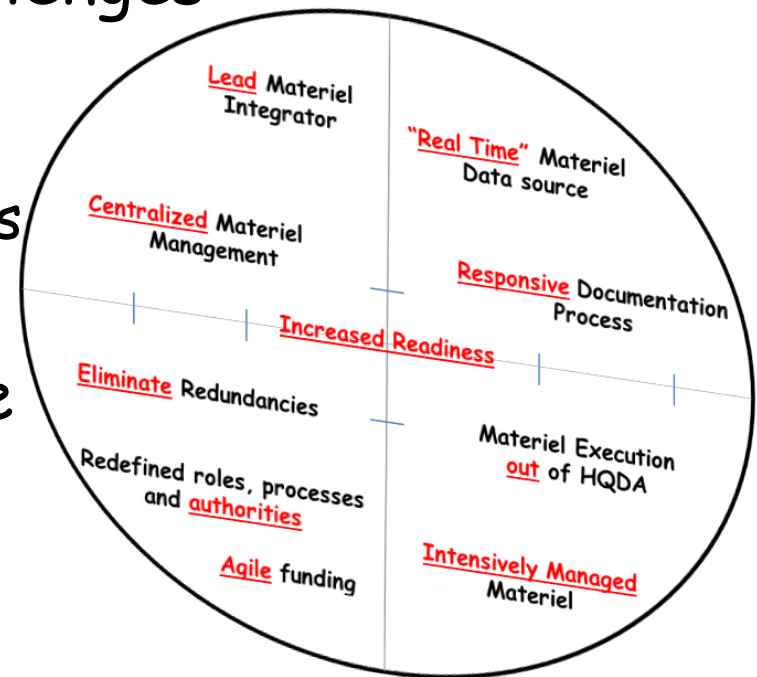 Lead Materiel
Integrator
"Real Time" Materiel
Data source
Centralized Materiel
Management
Responsive Documentation
Process
Increased Readiness
Eliminate Redundancies
Materiel Execution
out of HQDA
Redefined roles, processes
and authorities
Intensively Managed
Materiel
Agile funding